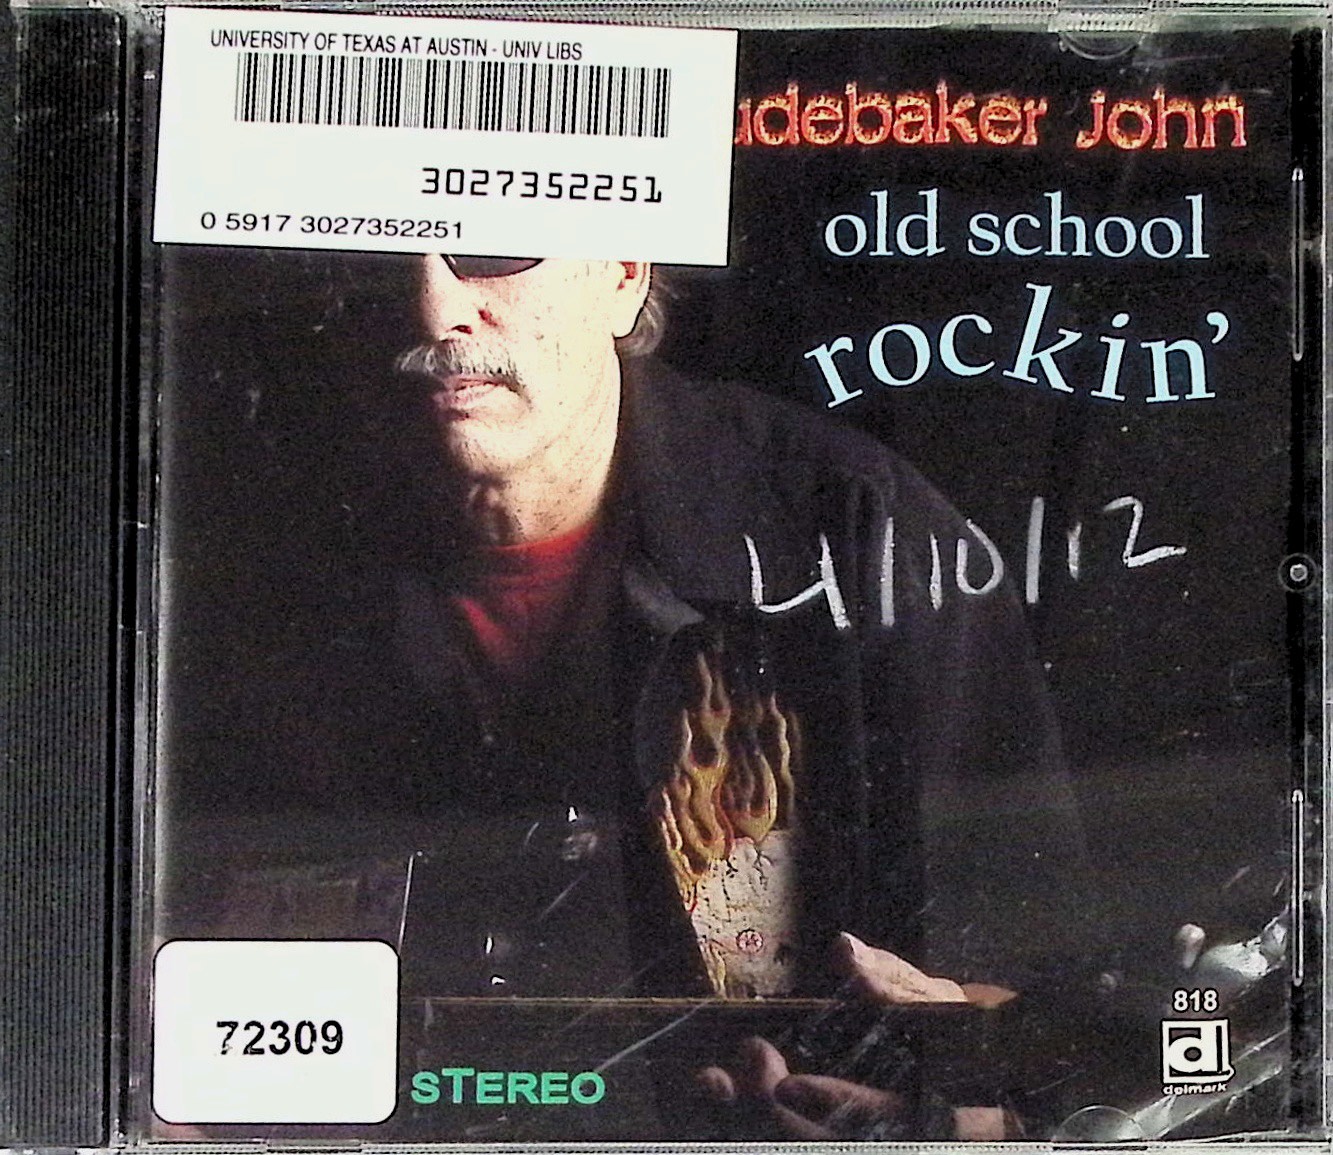 UNIVERSITY OF TEXAS AT AUSTIN - UNIV LIBS
3027352251
0 5917 3027352251
udebaker john
old school
rockin'
4/10/12
818
d
delmark
72309
STEREO